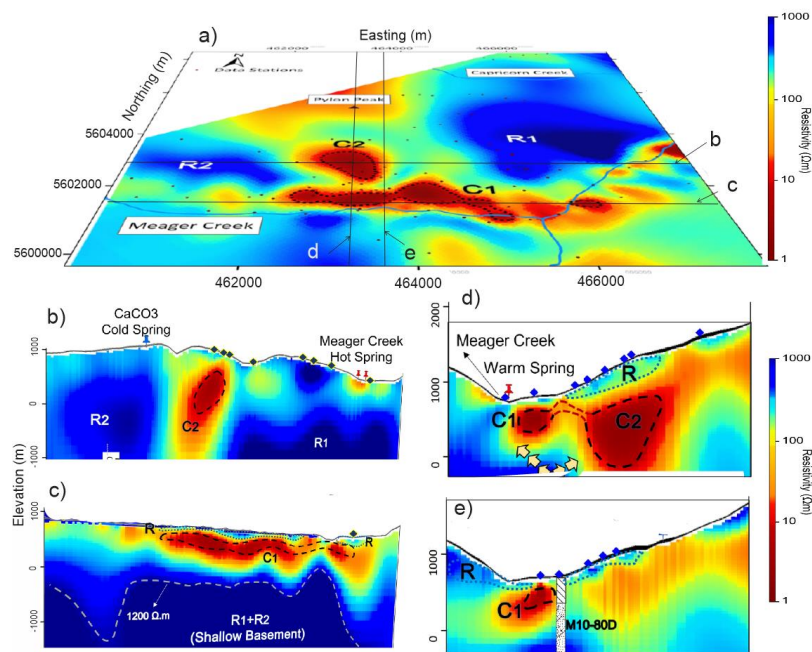 Easting (m)
a)
462000
464000
466000
N
Data Stations
Northing (m)
Pylon Peak
Capricorn Creek
C2
R1
R2
C1
Meager Creek
5604000
5602000
5600000
462000
464000
466000
b
c
d
e
1000
100
10
1
Resistivity (Ωm)
b)
CaCO3
Cold Spring
Meager Creek
Hot Spring
1000
0
-1000
R2
C2
R1
c)
Elevation (m)
1000
0
-1000
R
C1
R
1200 Ω.m
R1+R2
(Shallow Basement)
d)
2000
1000
0
Meager Creek
Warm Spring
R
C1
C2
e)
1000
0
R
C1
M10-80D
1000
100
10
1
Resistivity (Ωm)